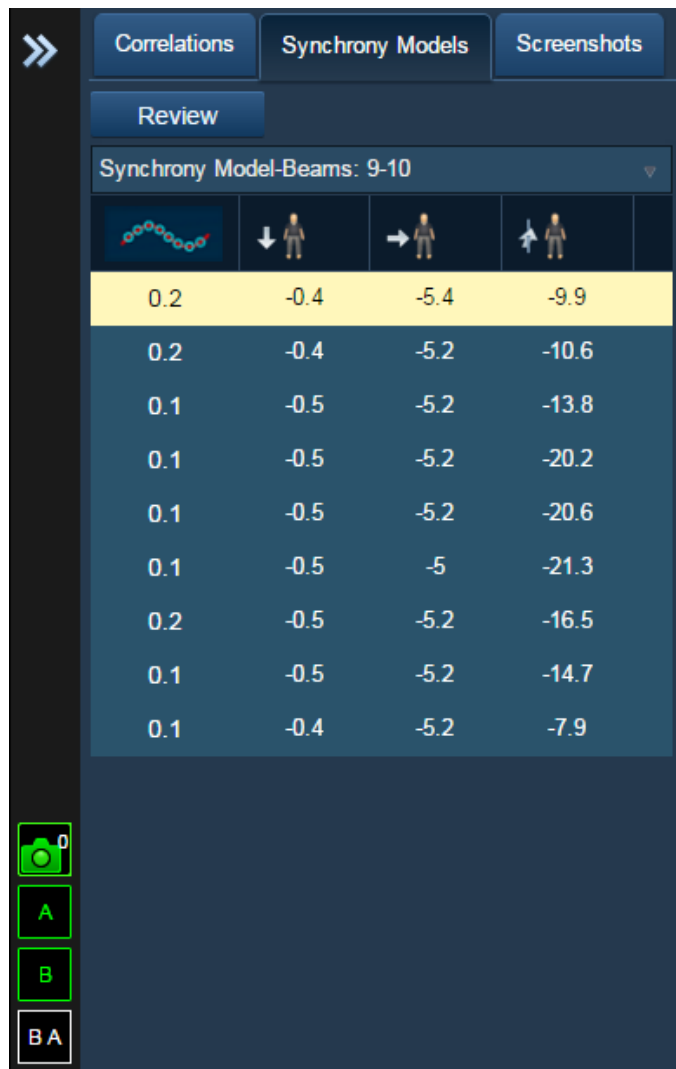 Correlations Synchrony Models Screenshots
Review
Synchrony Model-Beams: 9-10
0.2 -0.4 -5.4 -9.9
0.2 -0.4 -5.2 -10.6
0.1 -0.5 -5.2 -13.8
0.1 -0.5 -5.2 -20.2
0.1 -0.5 -5.2 -20.6
0.1 -0.5 -5 -21.3
0.2 -0.5 -5.2 -16.5
0.1 -0.5 -5.2 -14.7
0.1 -0.4 -5.2 -7.9
0
A
B
B A